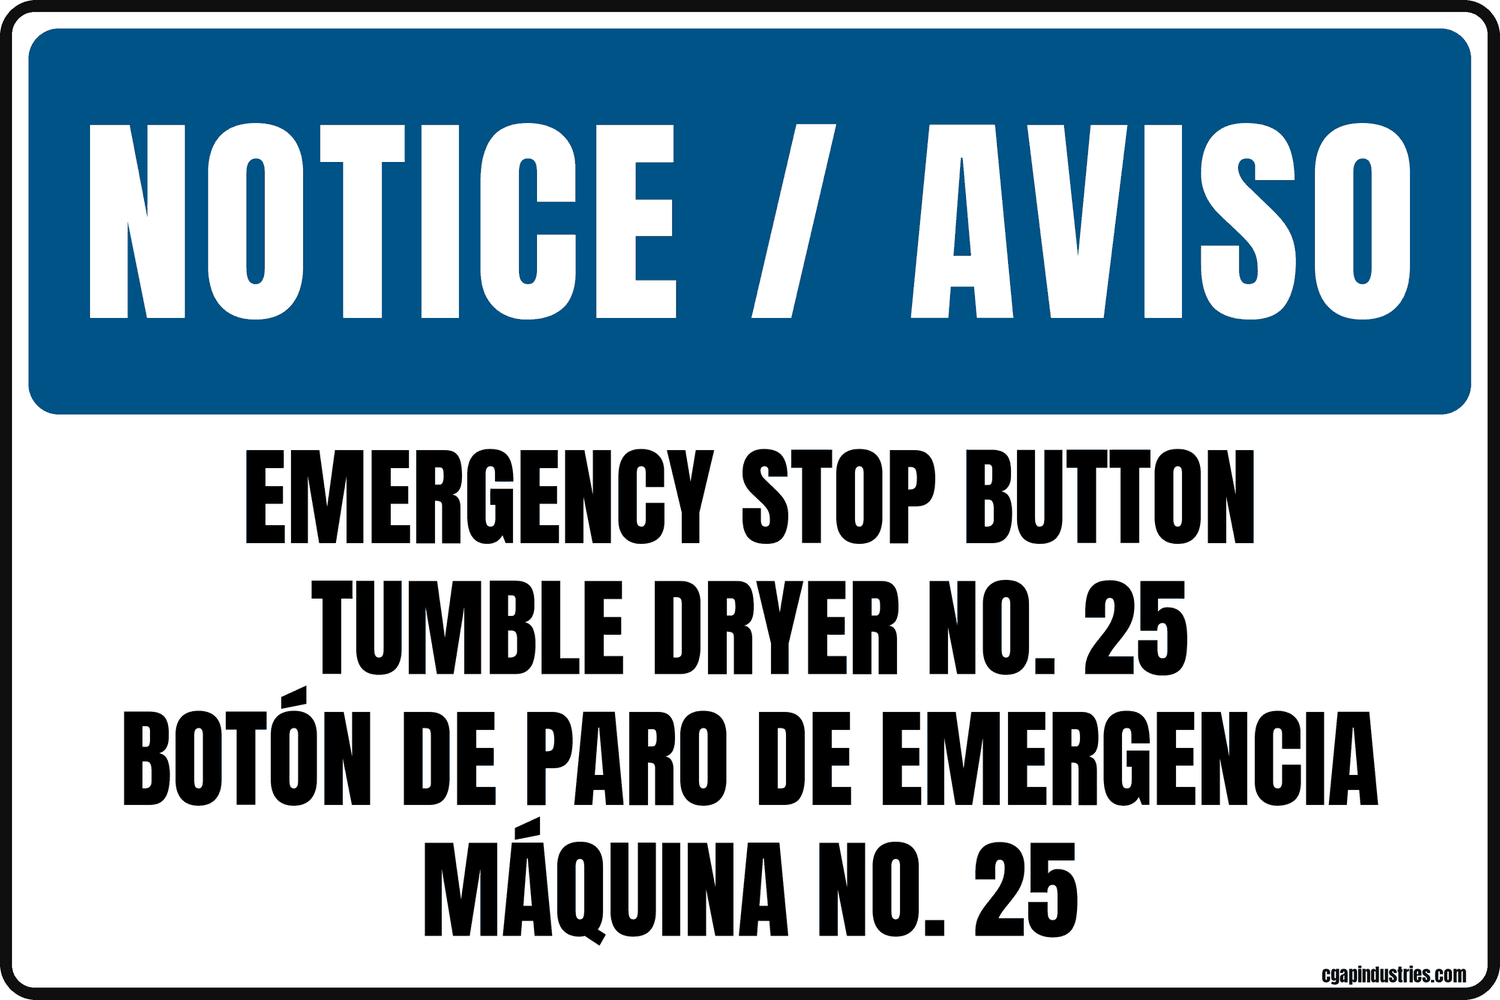 NOTICE / AVISO
EMERGENCY STOP BUTTON
TUMBLE DRYER NO. 25
BOTÓN DE PARO DE EMERGENCIA
MÁQUINA NO. 25
cgapindustries.com